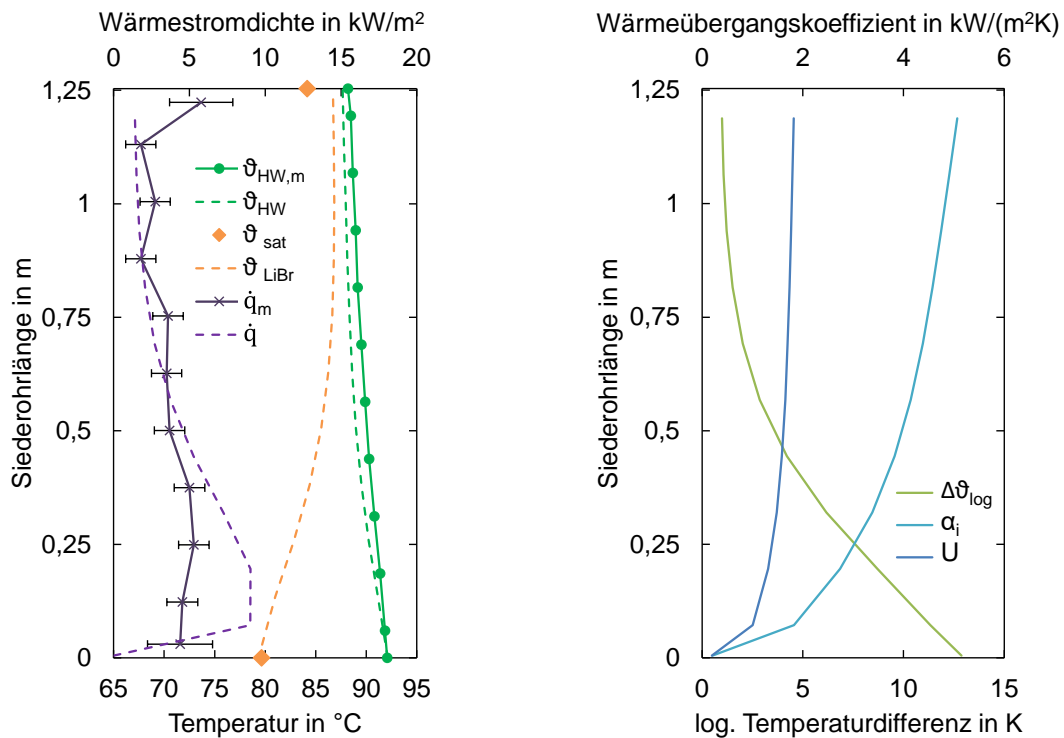 Wärmestromdichte in kW/m²
0 5 10 15 20
1,25
1
0,75
0,5
0,25
0
Siederohrlänge in m
ϑHW,m
ϑHW
ϑ sat
ϑ LiBr
q̇m
q̇
65 70 75 80 85 90 95
Temperatur in °C
Wärmeübergangskoeffizient in kW/(m²K)
0 2 4 6
1,25
1
0,75
0,5
0,25
0
Siederohrlänge in m
Δϑlog
αi
U
0 5 10 15
log. Temperaturdifferenz in K